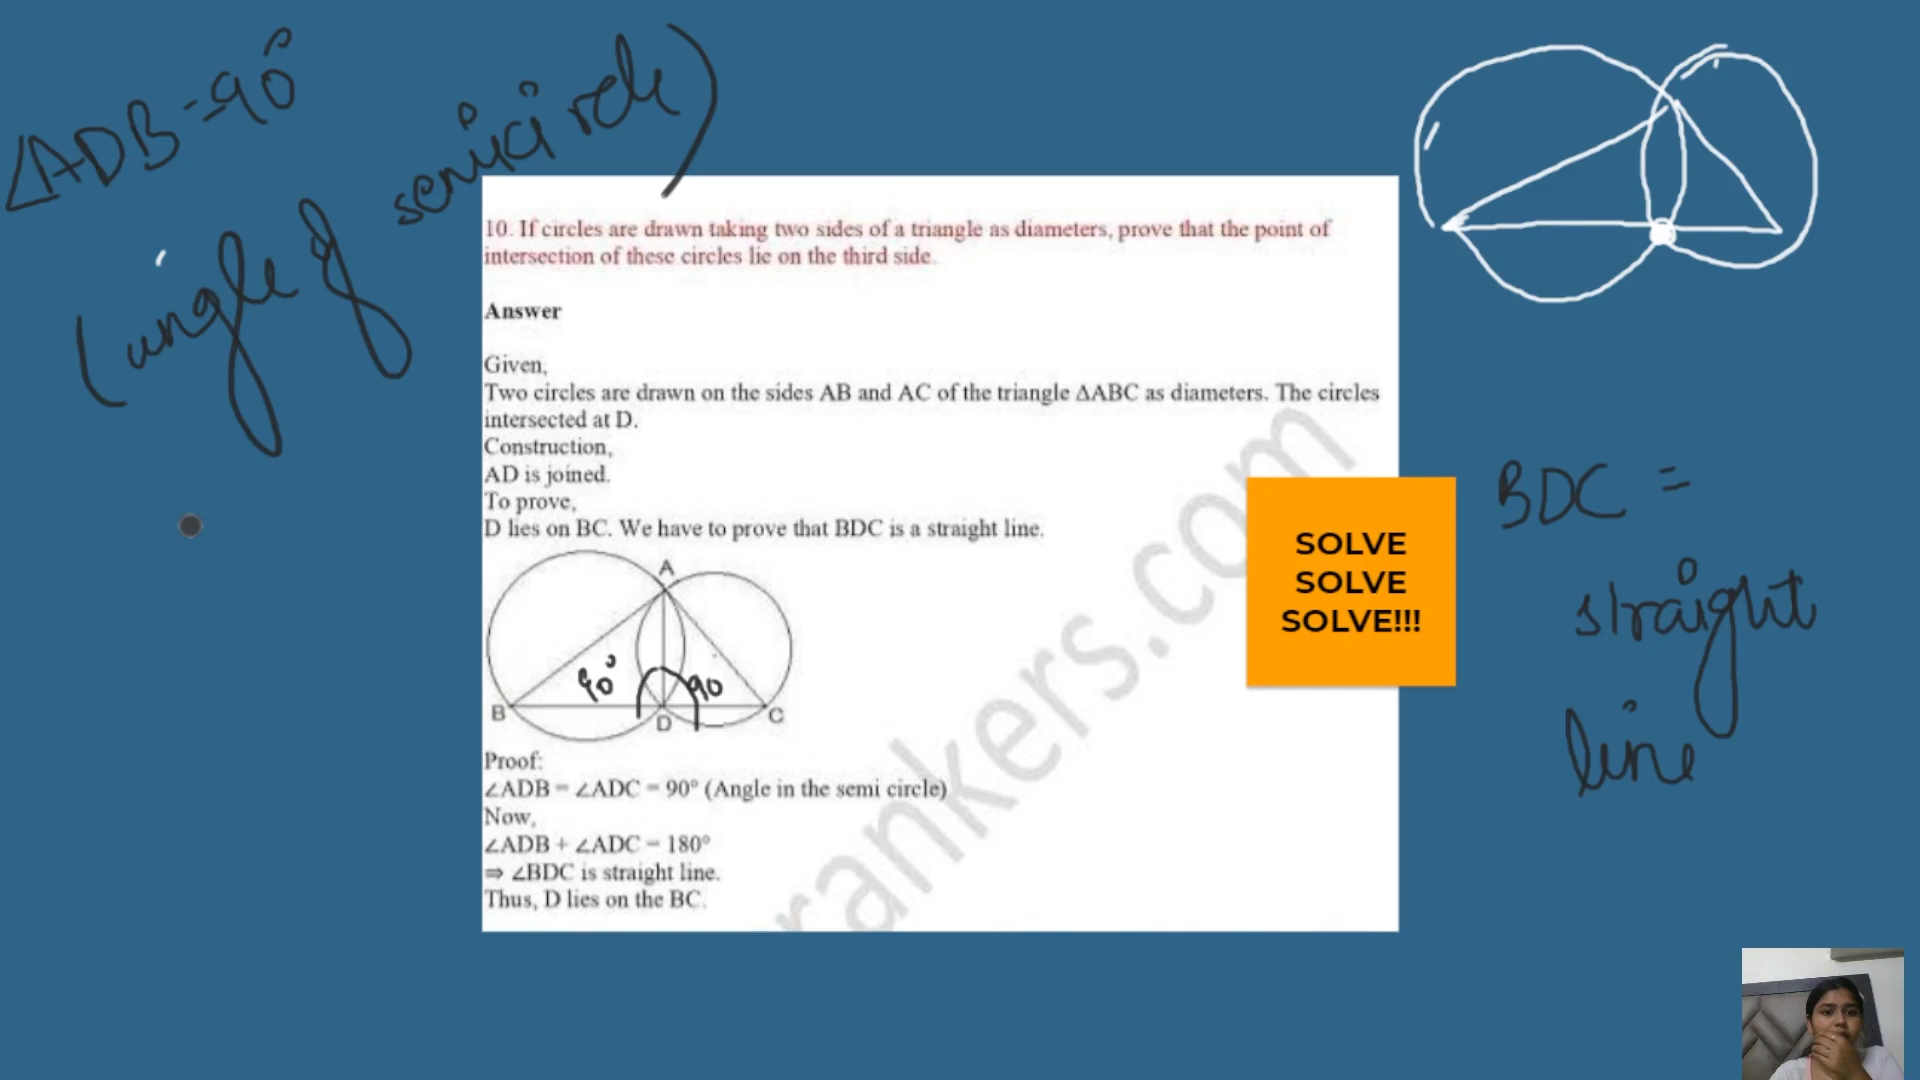 ∠ADB = 90°
(angle of semicircle)
10. If circles are drawn taking two sides of a triangle as diameters, prove that the point of
intersection of these circles lie on the third side.
Answer
Given,
Two circles are drawn on the sides AB and AC of the triangle ΔABC as diameters. The circles
intersected at D.
Construction,
AD is joined.
To prove,
D lies on BC. We have to prove that BDC is a straight line.
A
90°
90
B
D
C
Proof:
∠ADB = ∠ADC = 90° (Angle in the semi circle)
Now,
∠ADB + ∠ADC = 180°
⇒ ∠BDC is straight line.
Thus, D lies on the BC.
rankers.com
SOLVE
SOLVE
SOLVE!!!
BDC =
straight
line